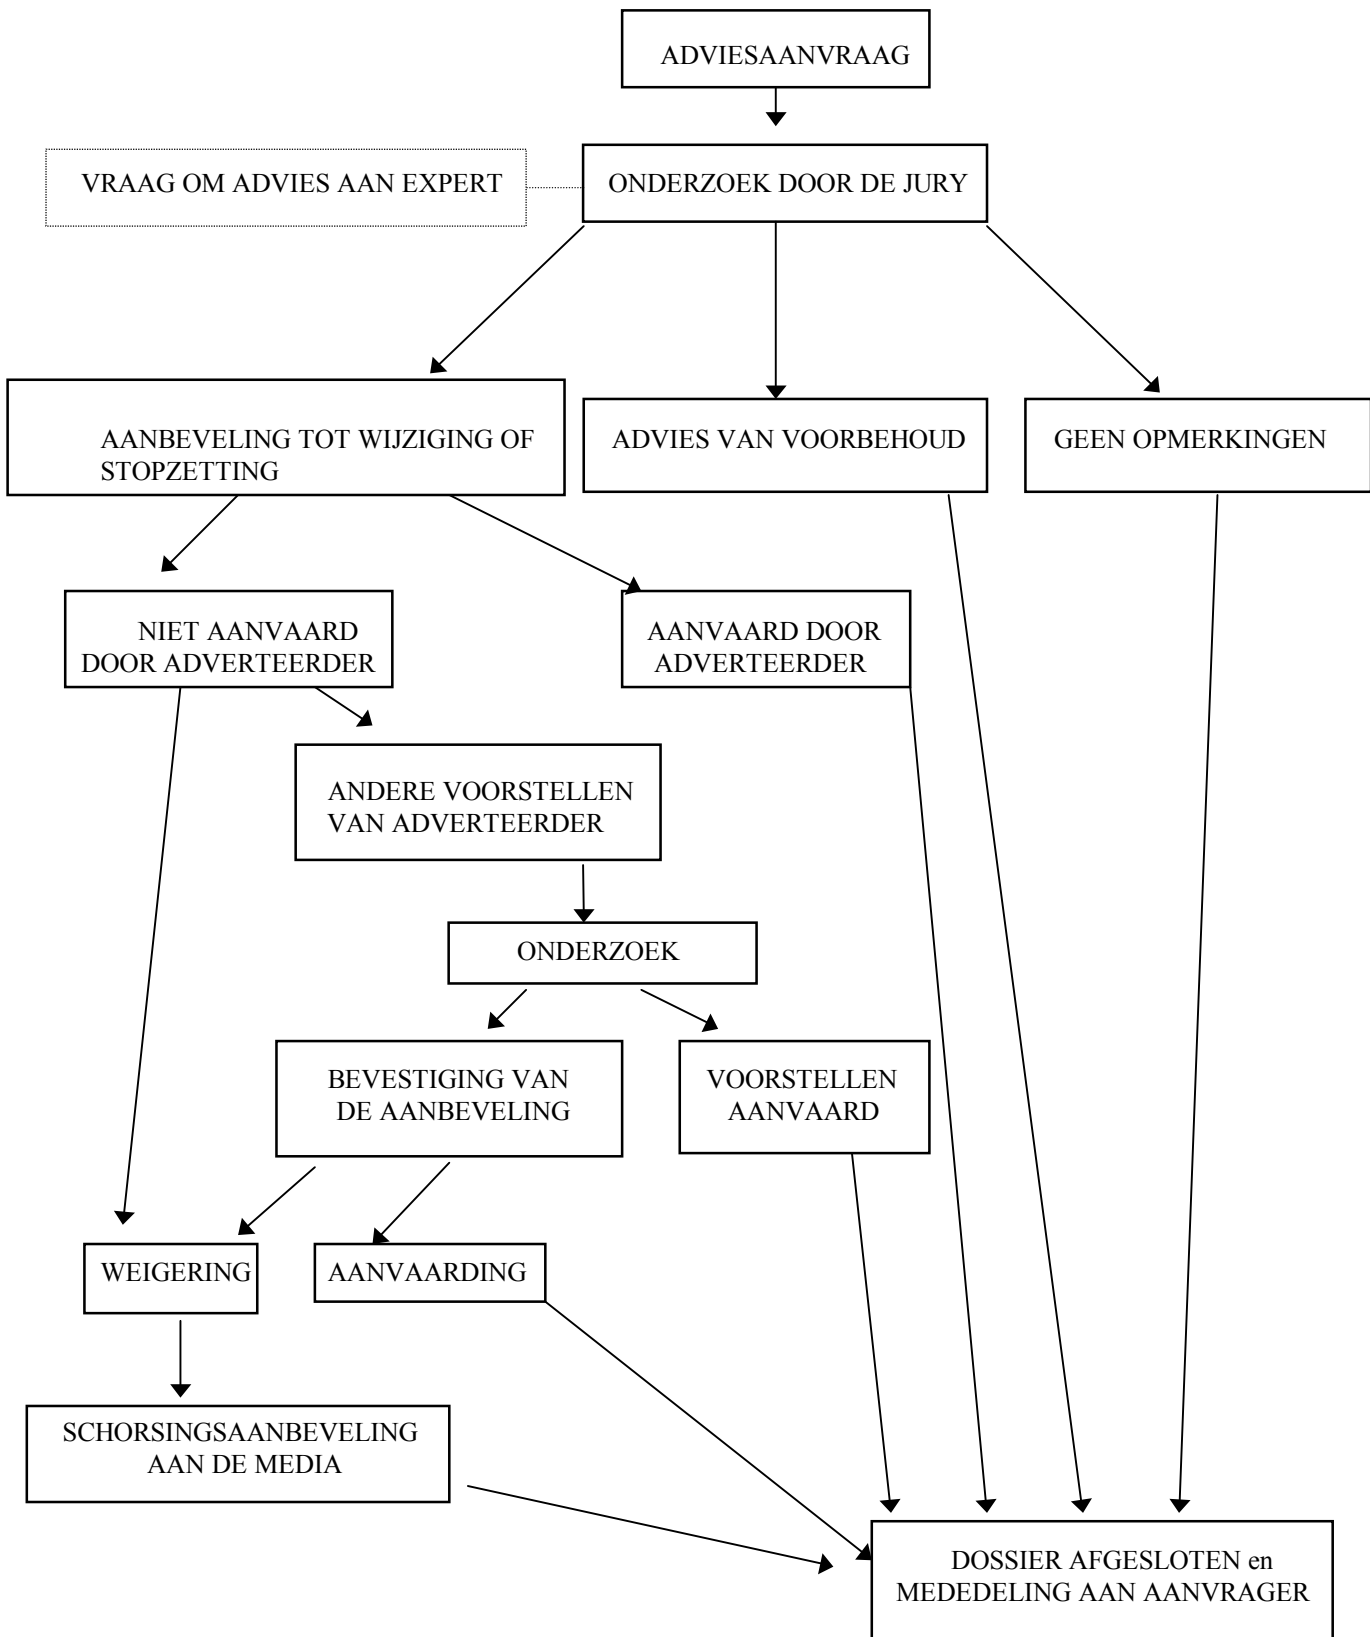 ADVIESAANVRAAG
VRAAG OM ADVIES AAN EXPERT
ONDERZOEK DOOR DE JURY
AANBEVELING TOT WIJZIGING OF
STOPZETTING
ADVIES VAN VOORBEHOUD
GEEN OPMERKINGEN
NIET AANVAARD
DOOR ADVERTEERDER
AANVAARD DOOR
ADVERTEERDER
ANDERE VOORSTELLEN
VAN ADVERTEERDER
ONDERZOEK
BEVESTIGING VAN
DE AANBEVELING
VOORSTELLEN
AANVAARD
WEIGERING
AANVAARDING
SCHORSINGSAANBEVELING
AAN DE MEDIA
DOSSIER AFGESLOTEN en
MEDEDELING AAN AANVRAGER